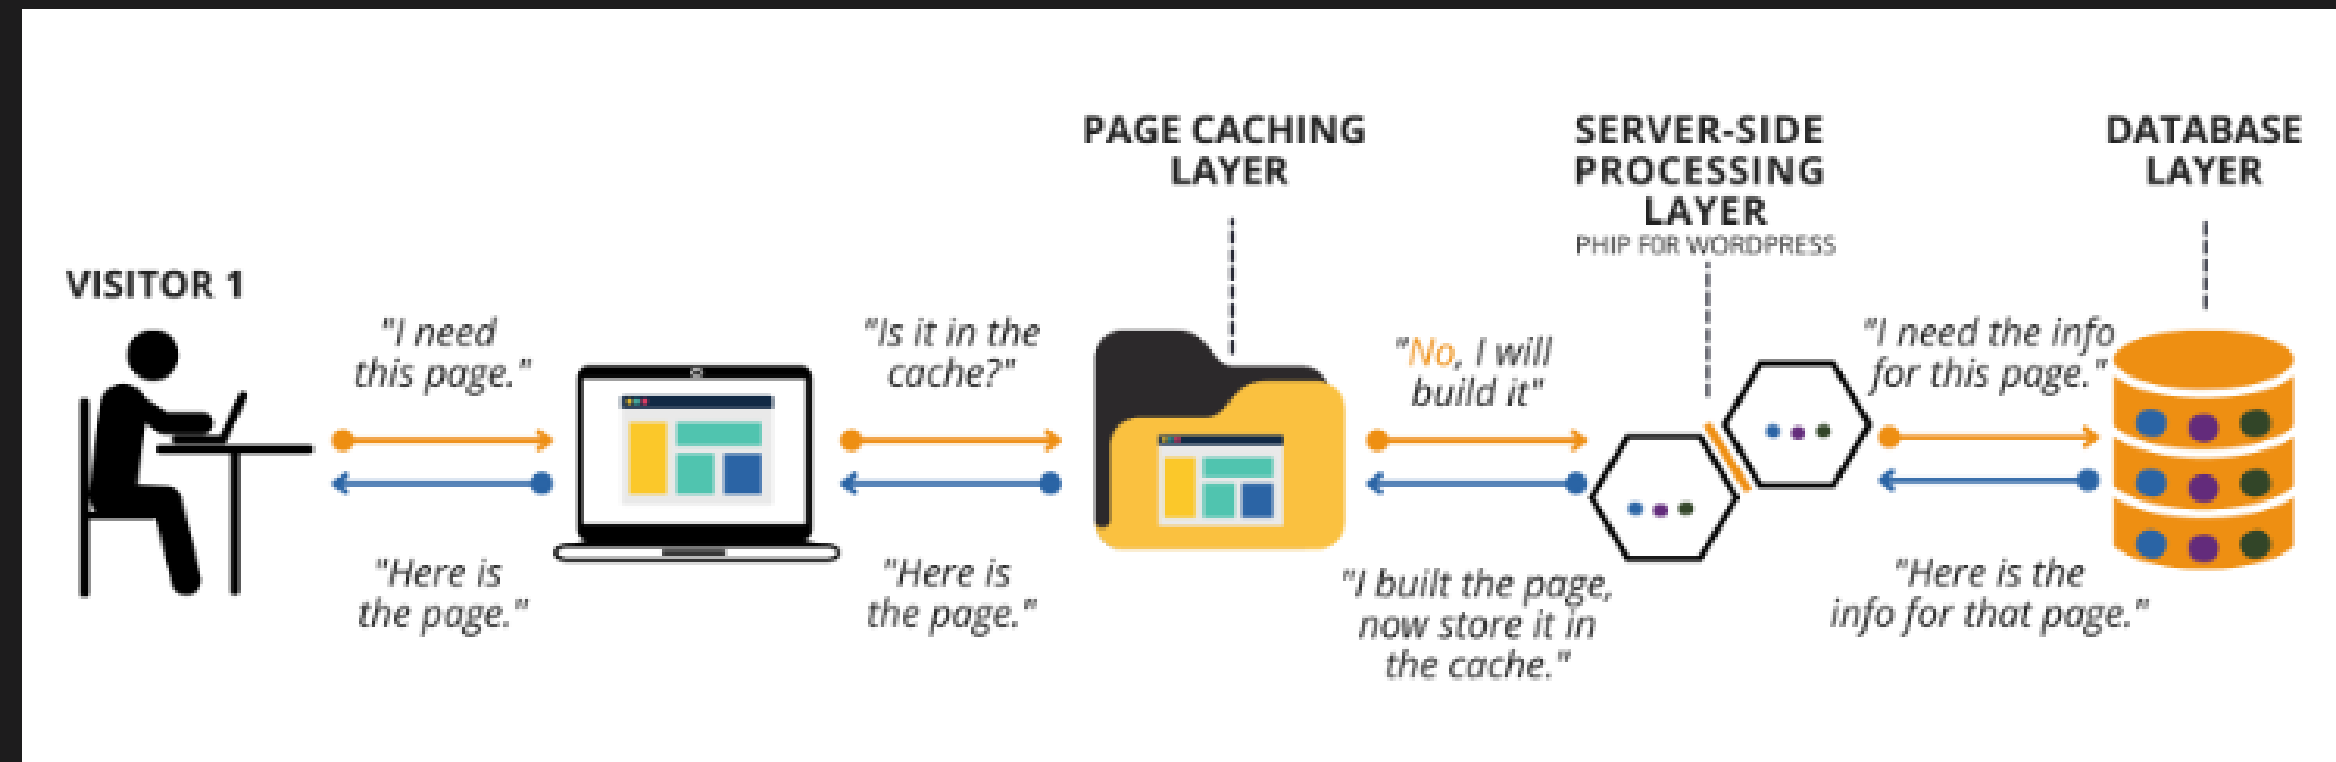 VISITOR 1
"I need
this page."
"Here is
the page."
"Is it in the
cache?"
"Here is
the page."
PAGE CACHING
LAYER
"No, I will
build it"
"I built the page,
now store it in
the cache."
SERVER-SIDE
PROCESSING
LAYER
PHIP FOR WORDPRESS
"I need the info
for this page."
"Here is the
info for that page."
DATABASE
LAYER